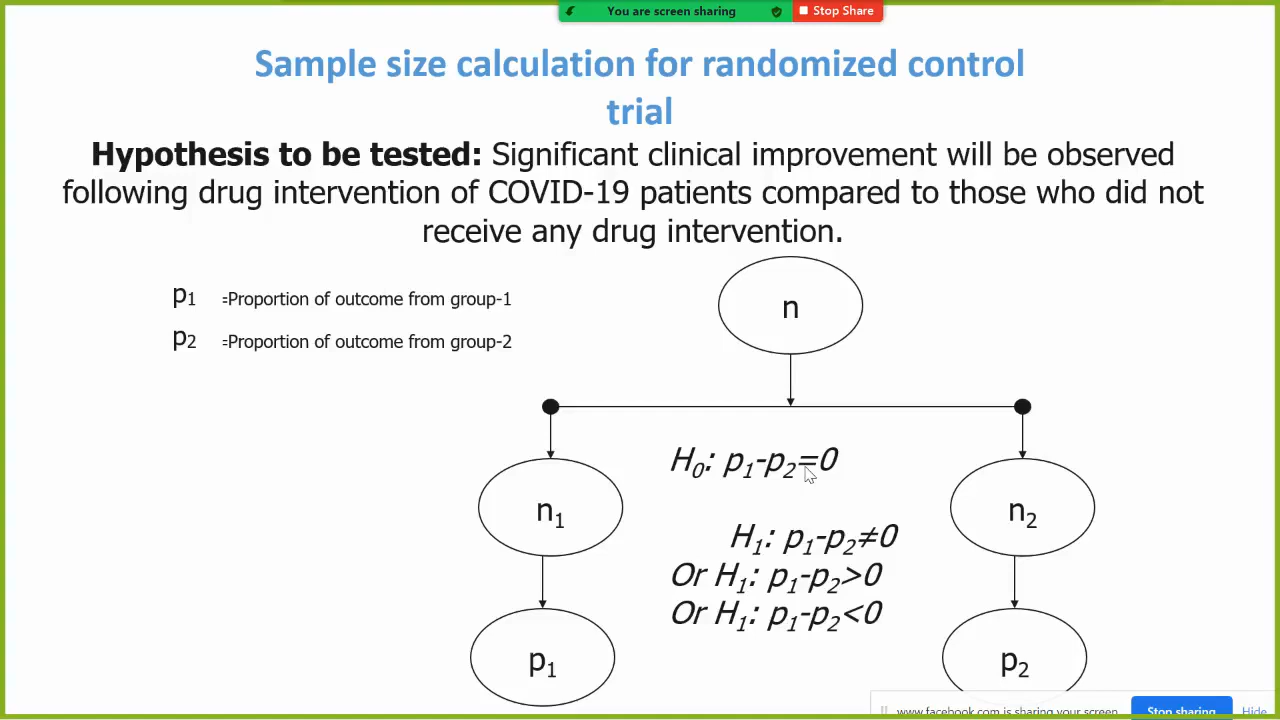 You are screen sharing
Stop Share
Sample size calculation for randomized control
trial
Hypothesis to be tested: Significant clinical improvement will be observed
following drug intervention of COVID-19 patients compared to those who did not
receive any drug intervention.
p1 =Proportion of outcome from group-1
p2 =Proportion of outcome from group-2
n
H0: p1-p2=0
n1
n2
H1: p1-p2≠0
Or H1: p1-p2>0
Or H1: p1-p2<0
p1
p2
www.facebook.com is sharing your screen.
Stop sharing
Hide